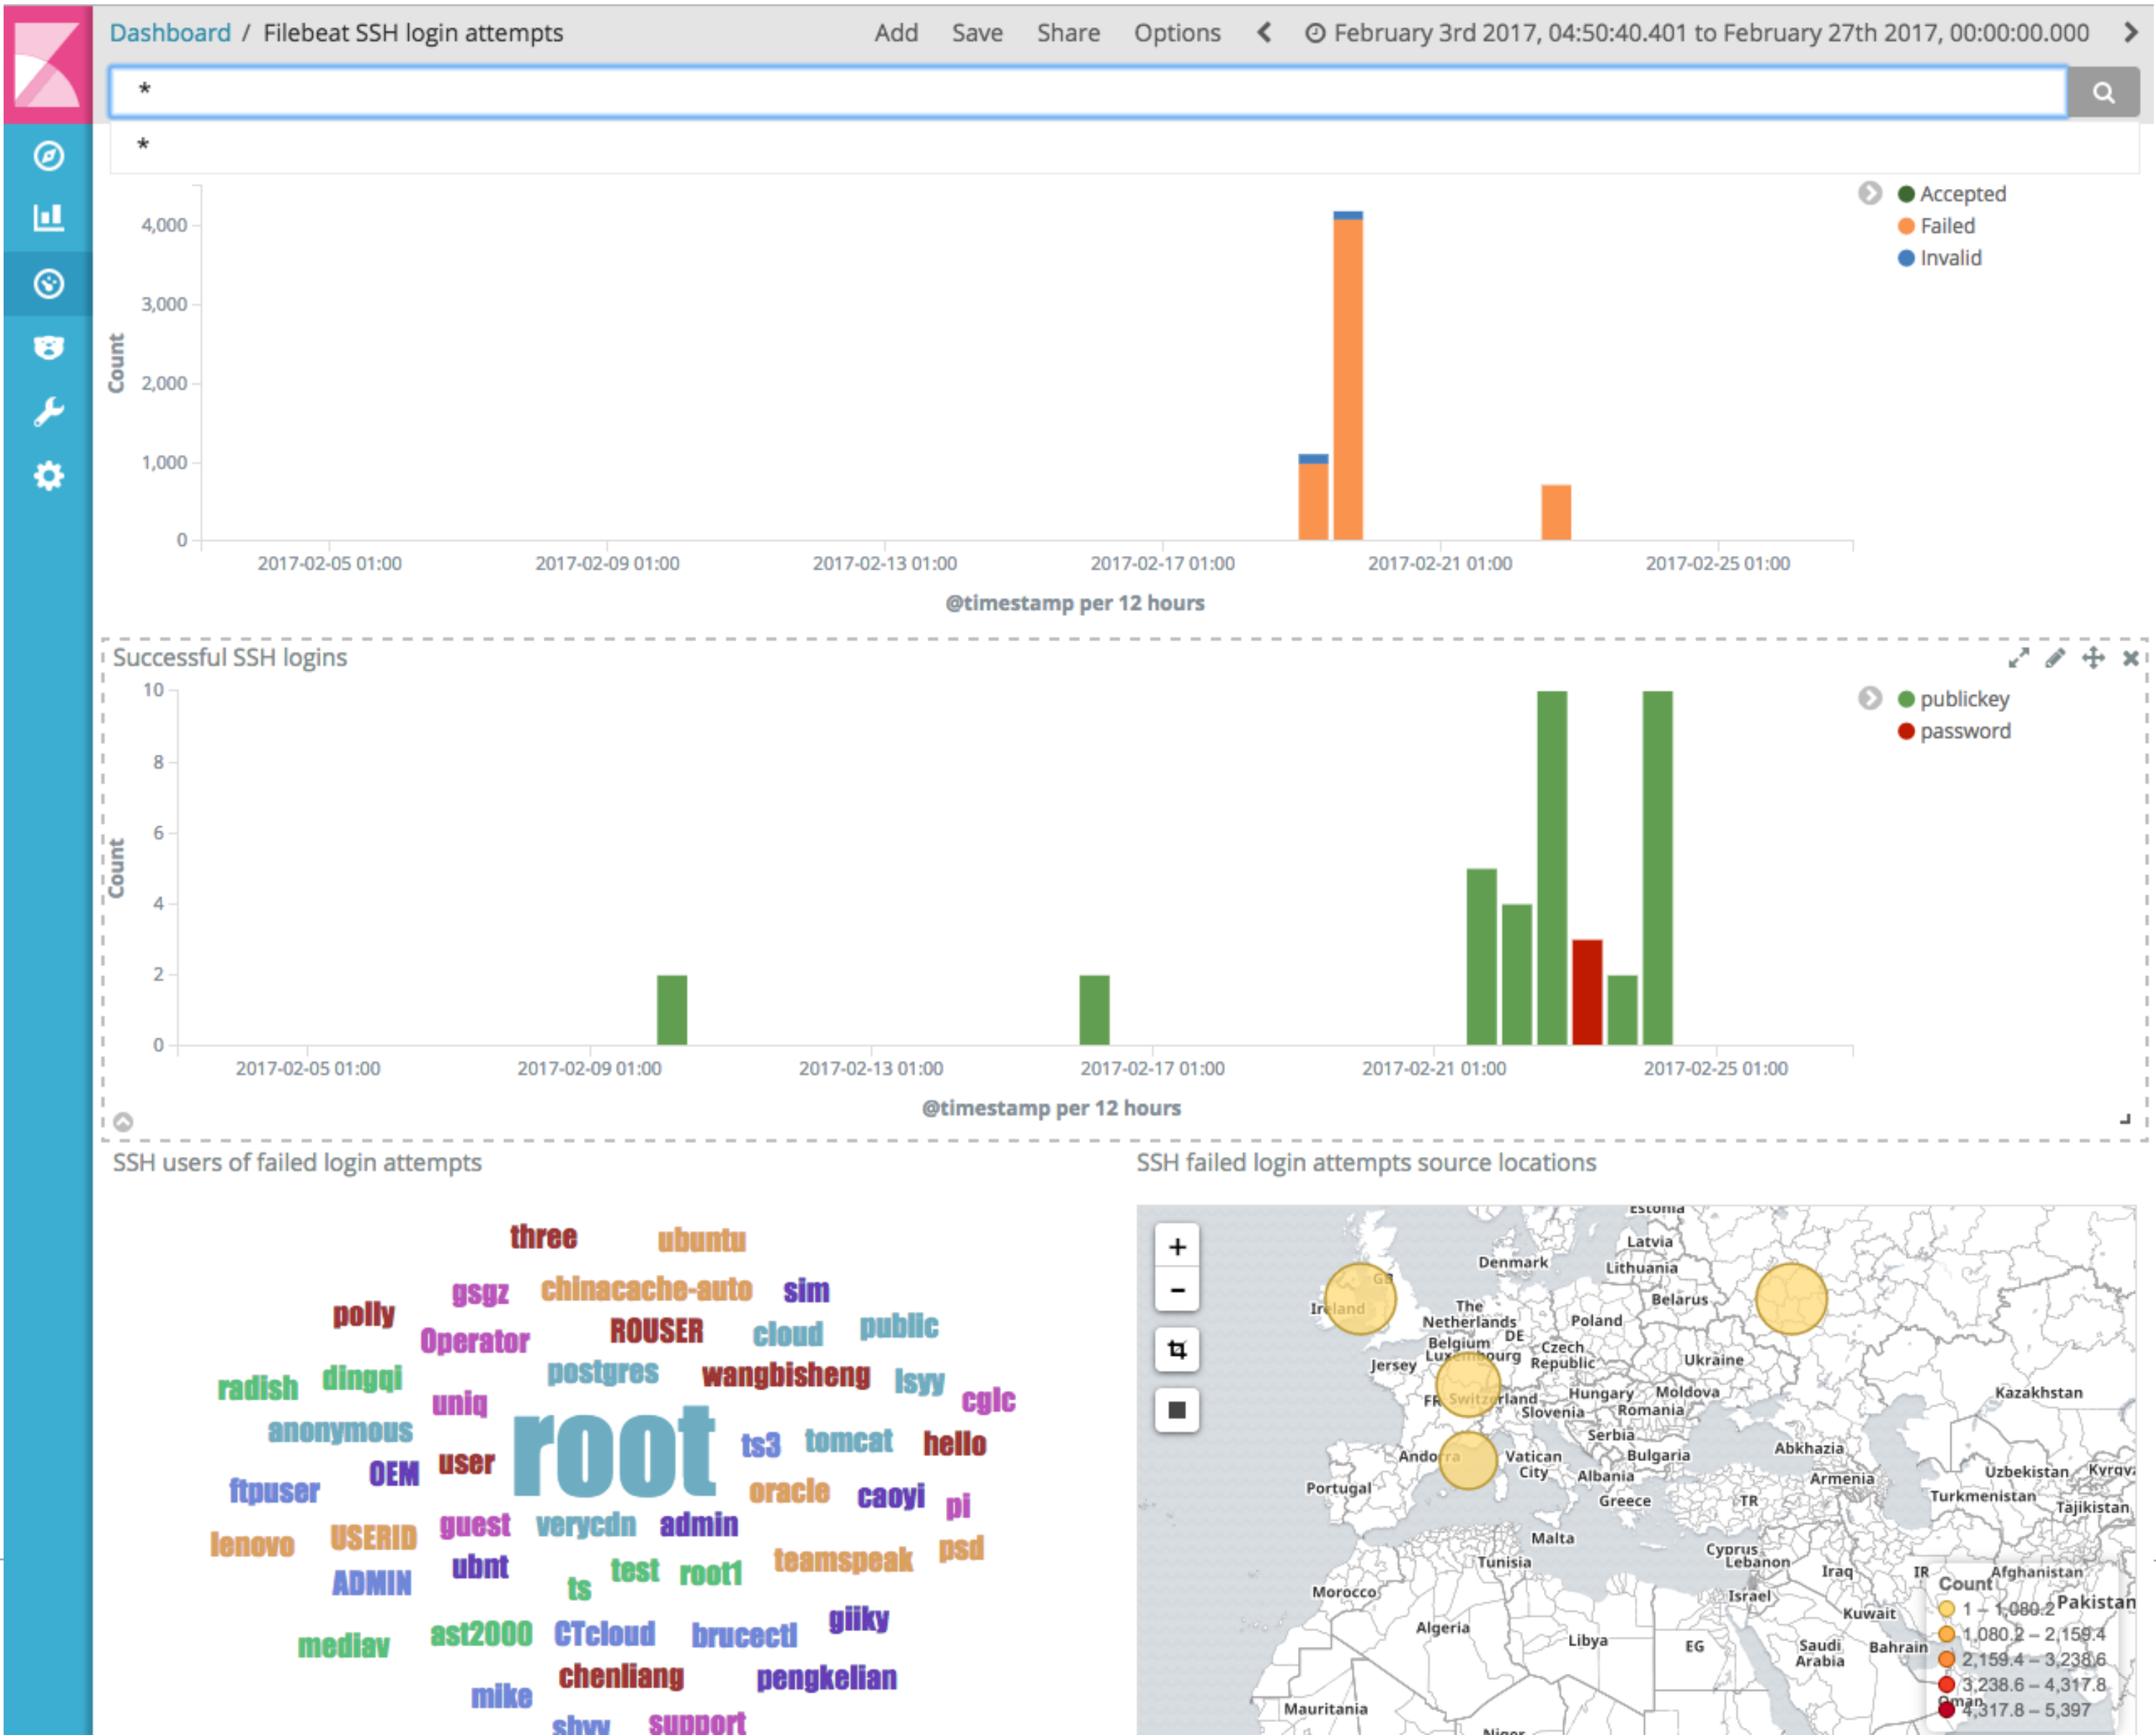 Dashboard / Filebeat SSH login attempts
Add Save Share Options February 3rd 2017, 04:50:40.401 to February 27th 2017, 00:00:00.000
*
*
Accepted
Failed
Invalid
4,000
3,000
2,000
1,000
0
Count
2017-02-05 01:00 2017-02-09 01:00 2017-02-13 01:00 2017-02-17 01:00 2017-02-21 01:00 2017-02-25 01:00
@timestamp per 12 hours
Successful SSH logins
publickey
password
10
8
6
4
2
0
Count
2017-02-05 01:00 2017-02-09 01:00 2017-02-13 01:00 2017-02-17 01:00 2017-02-21 01:00 2017-02-25 01:00
@timestamp per 12 hours
SSH users of failed login attempts
three ubuntu
gsgz chinacache-auto sim
polly Operator ROUSER cloud public
radish dingqi postgres wangbisheng lsyy
uniq cglc
anonymous root ts3 tomcat hello
OEM user
ftpuser oracle caoyi pi
lenovo USERID guest verycdn admin
ubnt test root1 teamspeak psd
ADMIN ts
mediav ast2000 CTcloud brucectl giiky
chenliang pengkelian
mike
shyy support
SSH failed login attempts source locations
+
−
Estonia
Latvia
Denmark
Lithuania
GB
Ireland
Belarus
The Netherlands
Poland
Belgium
DE
Luxembourg
Czech Republic
Jersey
Ukraine
FR
Switzerland
Hungary
Moldova
Kazakhstan
Slovenia
Romania
Serbia
Andorra
Vatican City
Bulgaria
Abkhazia
Albania
Armenia
Uzbekistan
Portugal
Greece
TR
Turkmenistan
Tajikistan
Malta
Tunisia
Cyprus
Lebanon
Iraq
IR
Afghanistan
Morocco
Israel
Kuwait
Pakistan
Algeria
Libya
EG
Saudi Arabia
Bahrain
Oman
Mauritania
Niger
Count
1 – 1,080.2
1,080.2 – 2,159.4
2,159.4 – 3,238.6
3,238.6 – 4,317.8
4,317.8 – 5,397